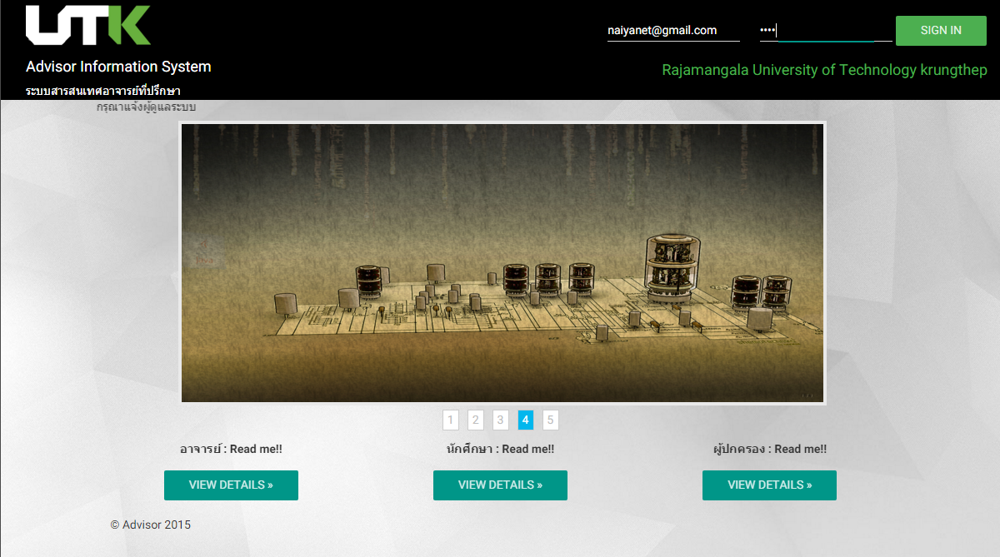 UTK
naiyanet@gmail.com
••••
SIGN IN
Advisor Information System
Rajamangala University of Technology krungthep
ระบบสารสนเทศอาจารย์ที่ปรึกษา
กรุณาแจ้งผู้ดูแลระบบ
1 2 3 4 5
อาจารย์ : Read me!!
นักศึกษา : Read me!!
ผู้ปกครอง : Read me!!
VIEW DETAILS »
VIEW DETAILS »
VIEW DETAILS »
© Advisor 2015